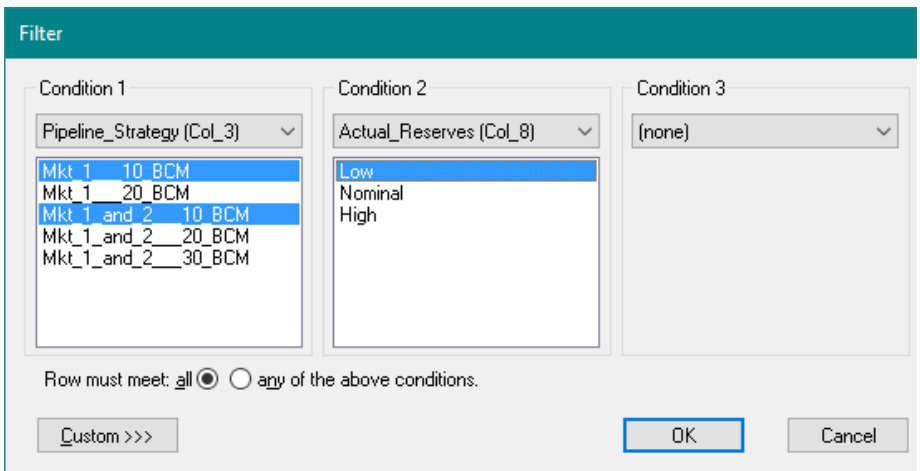 Filter
Condition 1
Condition 2
Condition 3
Pipeline_Strategy (Col_3)
Actual_Reserves (Col_8)
(none)
Mkt_1___10_BCM
Mkt_1___20_BCM
Mkt_1_and_2___10_BCM
Mkt_1_and_2___20_BCM
Mkt_1_and_2___30_BCM
Low
Nominal
High
Row must meet: all any of the above conditions.
Custom >>>
OK
Cancel